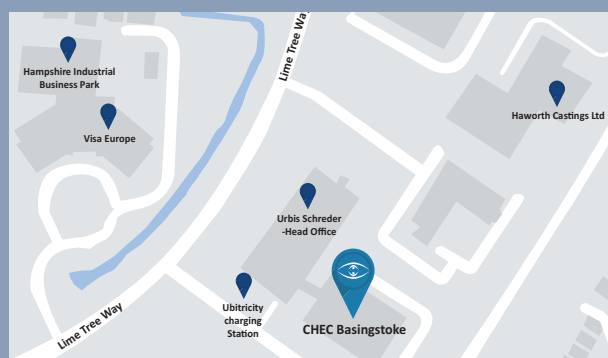 Lime Tree Way
Hampshire Industrial
Business Park
Visa Europe
Haworth Castings Ltd
Urbis Schreder
-Head Office
Ubitricity
charging
Station
CHEC Basingstoke
Lime Tree Way